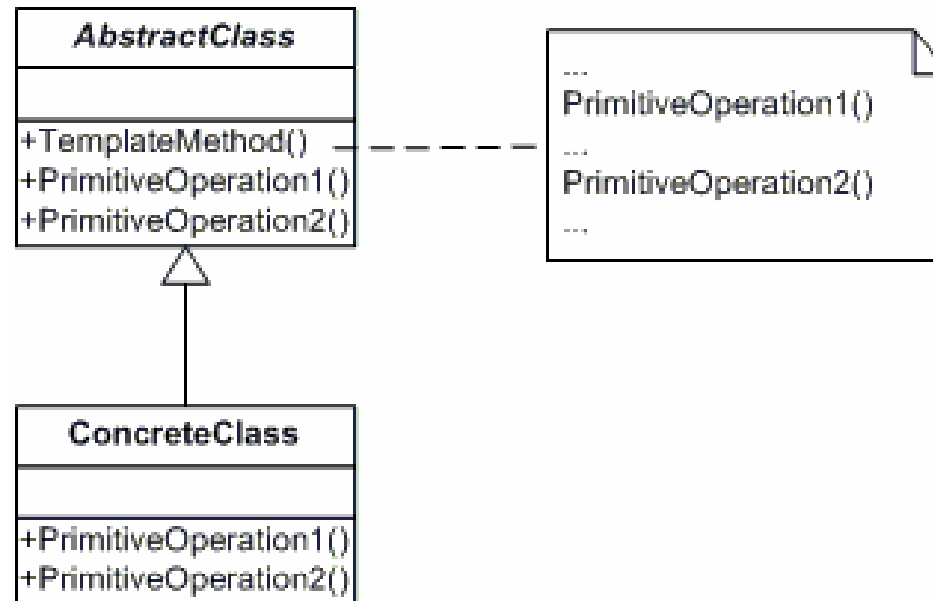 AbstractClass
+TemplateMethod()
+PrimitiveOperation1()
+PrimitiveOperation2()
...
PrimitiveOperation1()
...
PrimitiveOperation2()
...
ConcreteClass
+PrimitiveOperation1()
+PrimitiveOperation2()